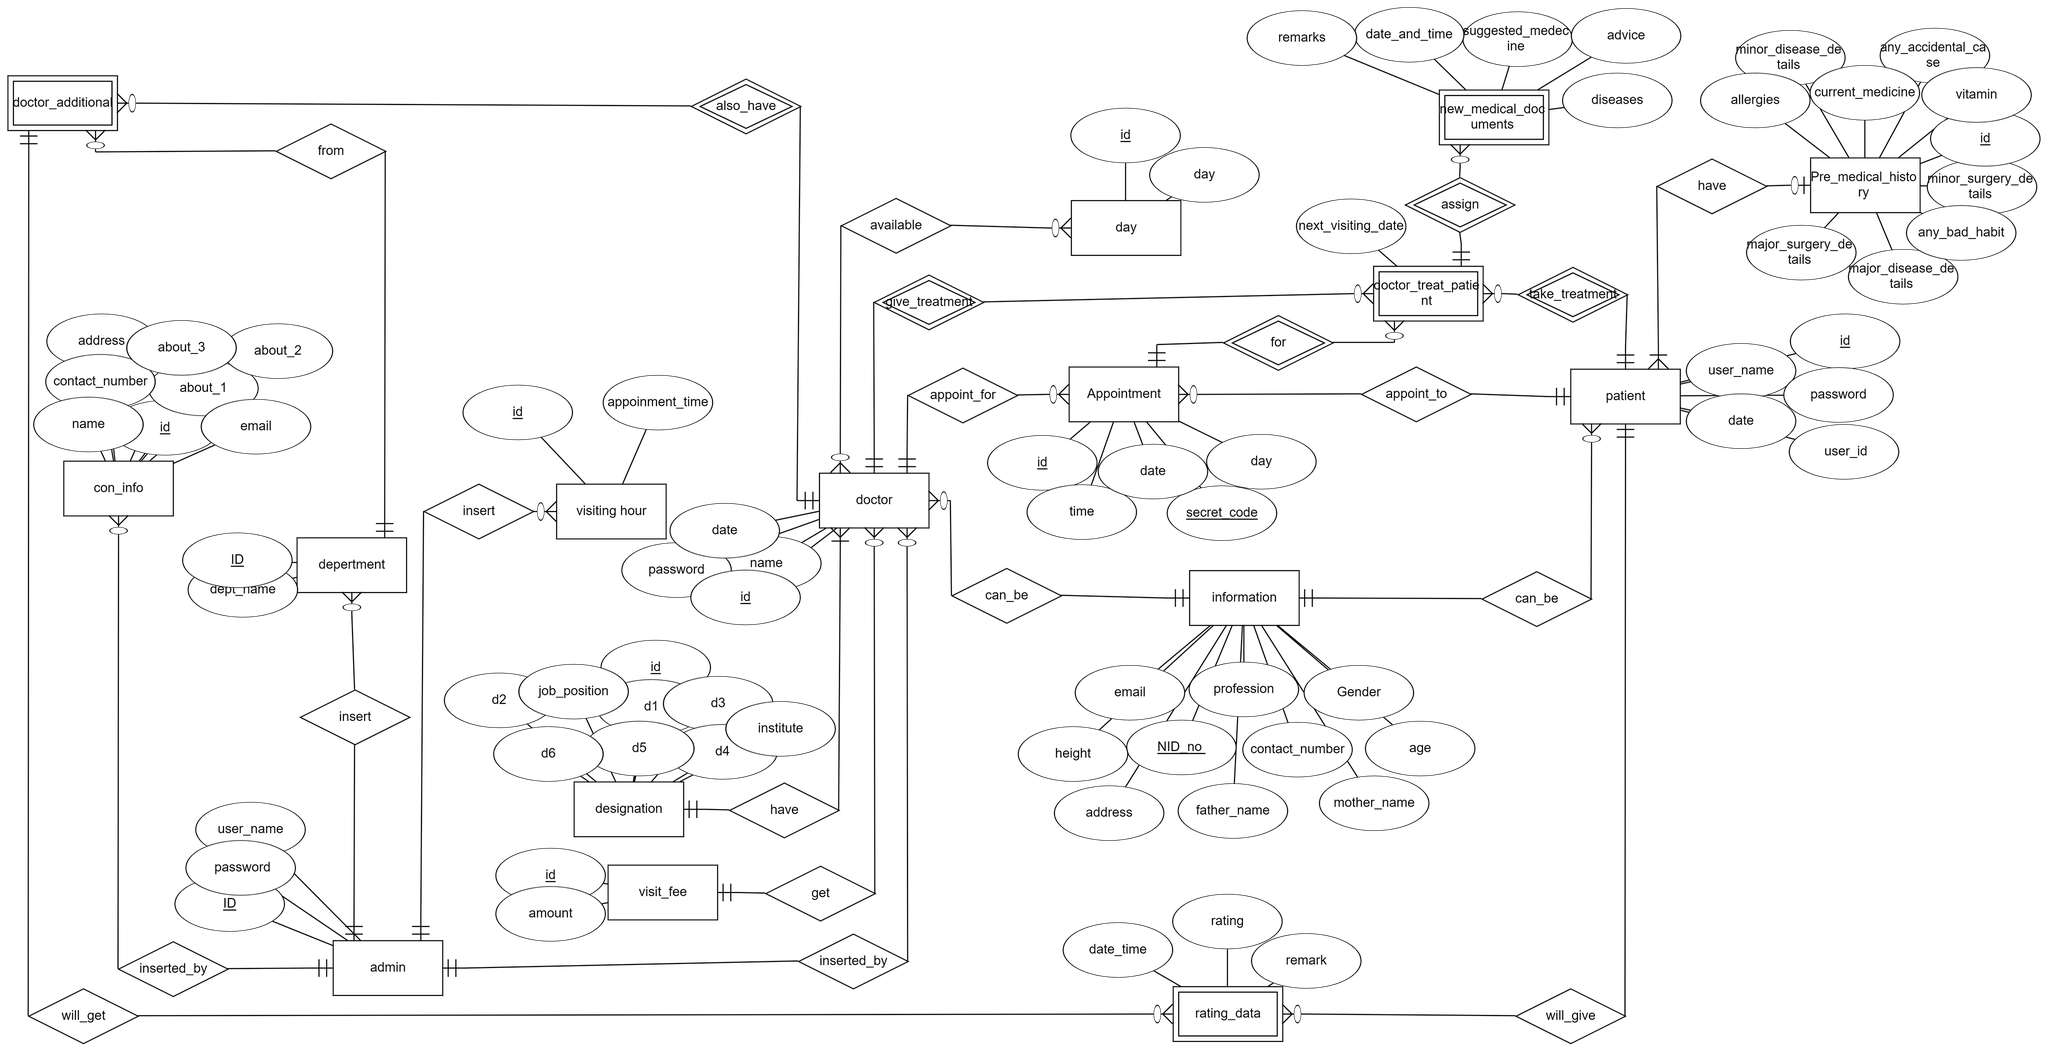 remarks
date_and_time
suggested_medec
ine
advice
diseases
new_medical_doc
uments
minor_disease_de
tails
any_accidental_ca
se
allergies
current_medicine
vitamin
id
Pre_medical_histo
ry
minor_surgery_de
tails
any_bad_habit
major_surgery_de
tails
major_disease_de
tails
have
doctor_additional
also_have
from
id
day
day
available
assign
next_visiting_date
doctor_treat_patie
nt
give_treatment
take_treatment
for
address
about_3
about_2
contact_number
about_1
name
id
email
con_info
id
appoinment_time
insert
visiting hour
appoint_for
Appointment
appoint_to
patient
user_name
id
password
date
user_id
id
date
day
time
secret_code
doctor
date
password
name
id
ID
dept_name
depertment
can_be
information
can_be
insert
id
d2
job_position
d1
d3
institute
d6
d5
d4
designation
have
email
profession
Gender
height
NID_no
contact_number
age
address
father_name
mother_name
user_name
password
ID
id
amount
visit_fee
get
inserted_by
admin
inserted_by
date_time
rating
remark
will_get
rating_data
will_give